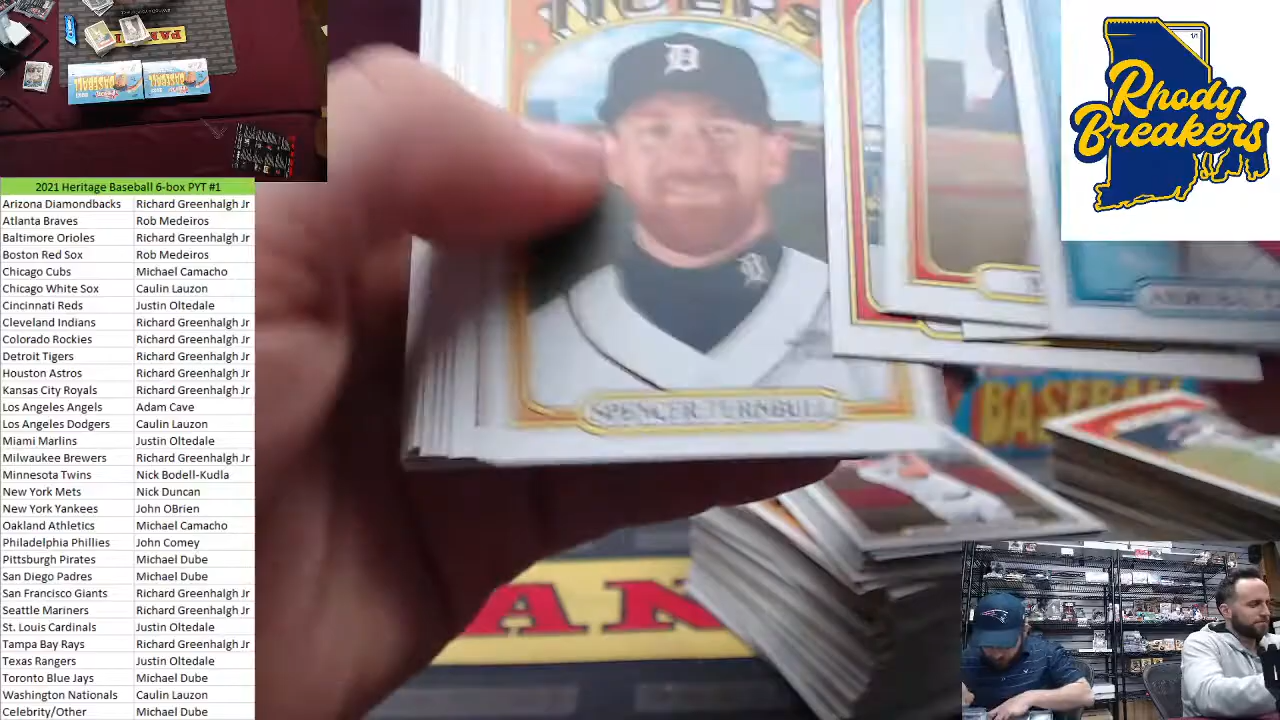 TIGERS
SPENCER TURNBULL
BASEBALL
PAN
BASEBALL
BASEBALL
1/1
Rhody
Breakers
2021 Heritage Baseball 6-box PYT #1
Arizona Diamondbacks Richard Greenhalgh Jr
Atlanta Braves Rob Medeiros
Baltimore Orioles Richard Greenhalgh Jr
Boston Red Sox Rob Medeiros
Chicago Cubs Michael Camacho
Chicago White Sox Caulin Lauzon
Cincinnati Reds Justin Oltedale
Cleveland Indians Richard Greenhalgh Jr
Colorado Rockies Richard Greenhalgh Jr
Detroit Tigers Richard Greenhalgh Jr
Houston Astros Richard Greenhalgh Jr
Kansas City Royals Richard Greenhalgh Jr
Los Angeles Angels Adam Cave
Los Angeles Dodgers Caulin Lauzon
Miami Marlins Justin Oltedale
Milwaukee Brewers Richard Greenhalgh Jr
Minnesota Twins Nick Bodell-Kudla
New York Mets Nick Duncan
New York Yankees John OBrien
Oakland Athletics Michael Camacho
Philadelphia Phillies John Comey
Pittsburgh Pirates Michael Dube
San Diego Padres Michael Dube
San Francisco Giants Richard Greenhalgh Jr
Seattle Mariners Richard Greenhalgh Jr
St. Louis Cardinals Justin Oltedale
Tampa Bay Rays Richard Greenhalgh Jr
Texas Rangers Justin Oltedale
Toronto Blue Jays Michael Dube
Washington Nationals Caulin Lauzon
Celebrity/Other Michael Dube